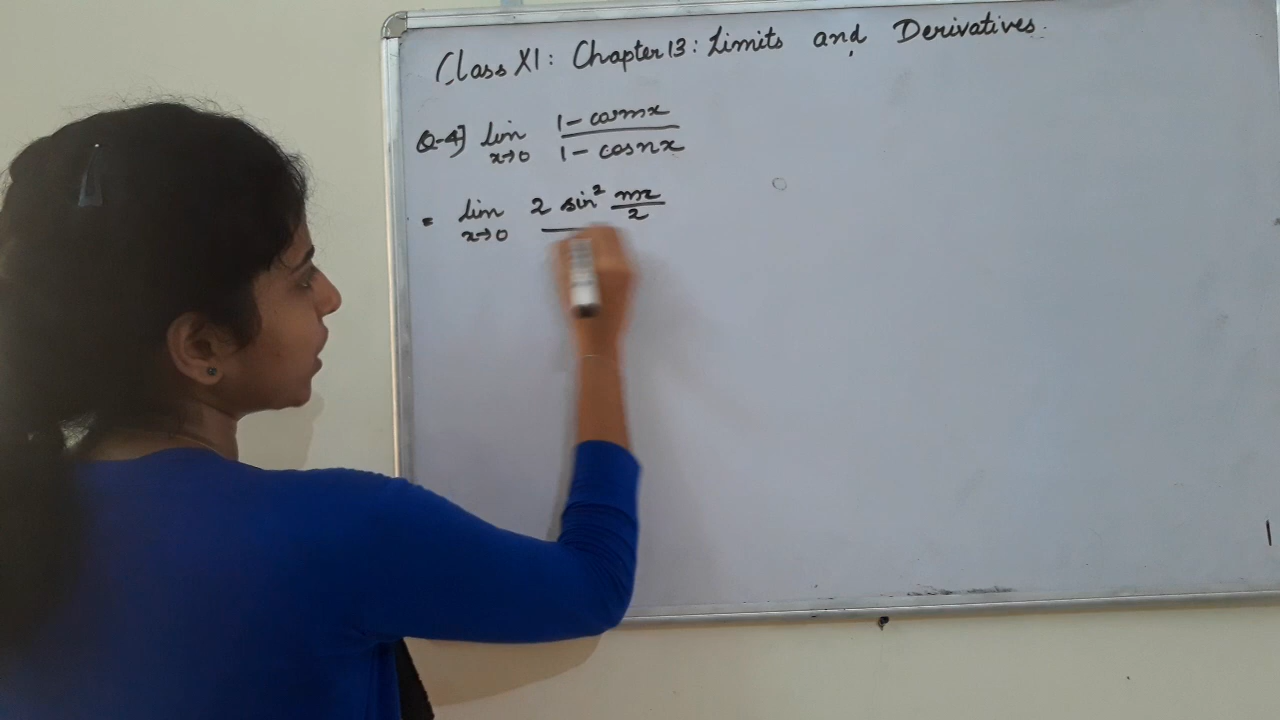 Class XI: Chapter 13: Limits and Derivatives.
Q-4] lim x→0 1 - cosmx / 1 - cosnx
= lim x→0 2 sin² mx/2